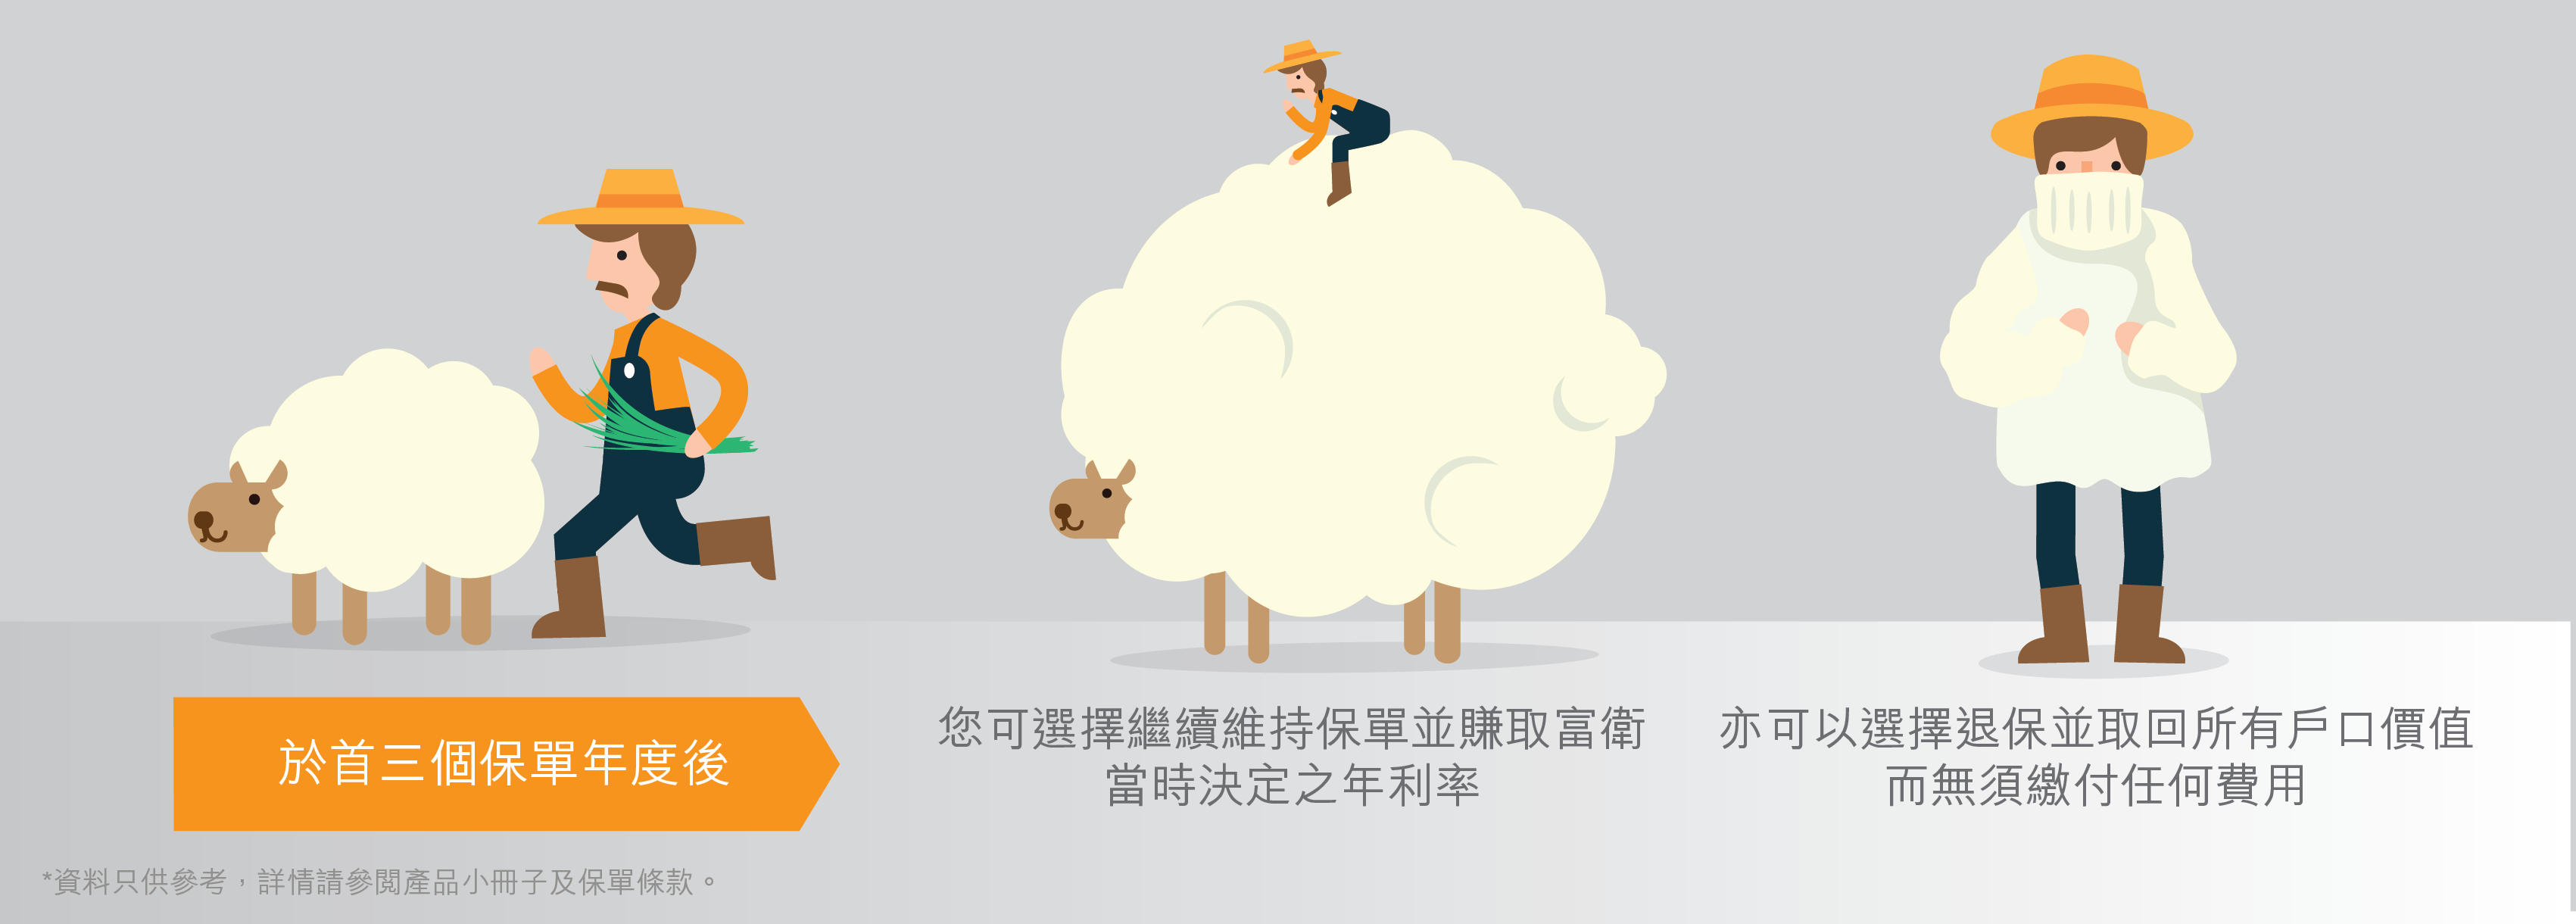 於首三個保單年度後
您可選擇繼續維持保單並賺取富衛
當時決定之年利率
亦可以選擇退保並取回所有戶口價值
而無須繳付任何費用
*資料只供參考，詳情請參閱產品小冊子及保單條款。